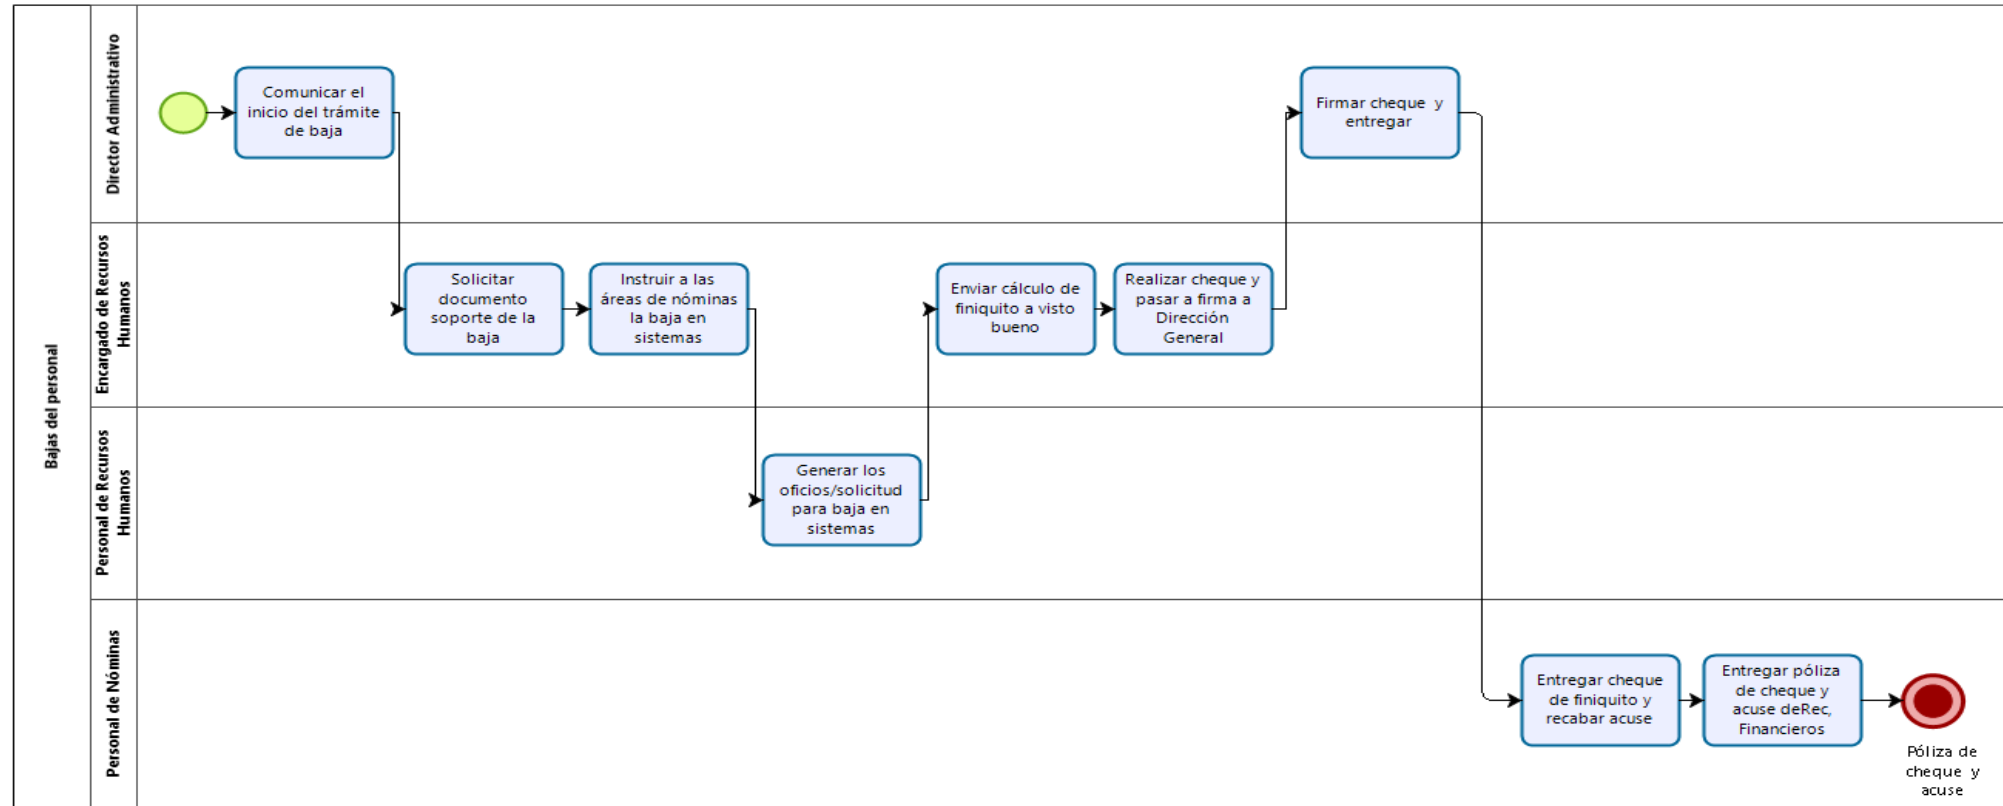 Bajas del personal
Director Administrativo
Comunicar el
inicio del trámite
de baja
Firmar cheque y
entregar
Encargado de Recursos
Humanos
Solicitar
documento
soporte de la
baja
Instruir a las
áreas de nóminas
la baja en
sistemas
Enviar cálculo de
finiquito a visto
bueno
Realizar cheque y
pasar a firma a
Dirección
General
Personal de Recursos
Humanos
Generar los
oficios/solicitud
para baja en
sistemas
Personal de Nóminas
Entregar cheque
de finiquito y
recabar acuse
Entregar póliza
de cheque y
acuse deRec,
Financieros
Póliza de
cheque y
acuse